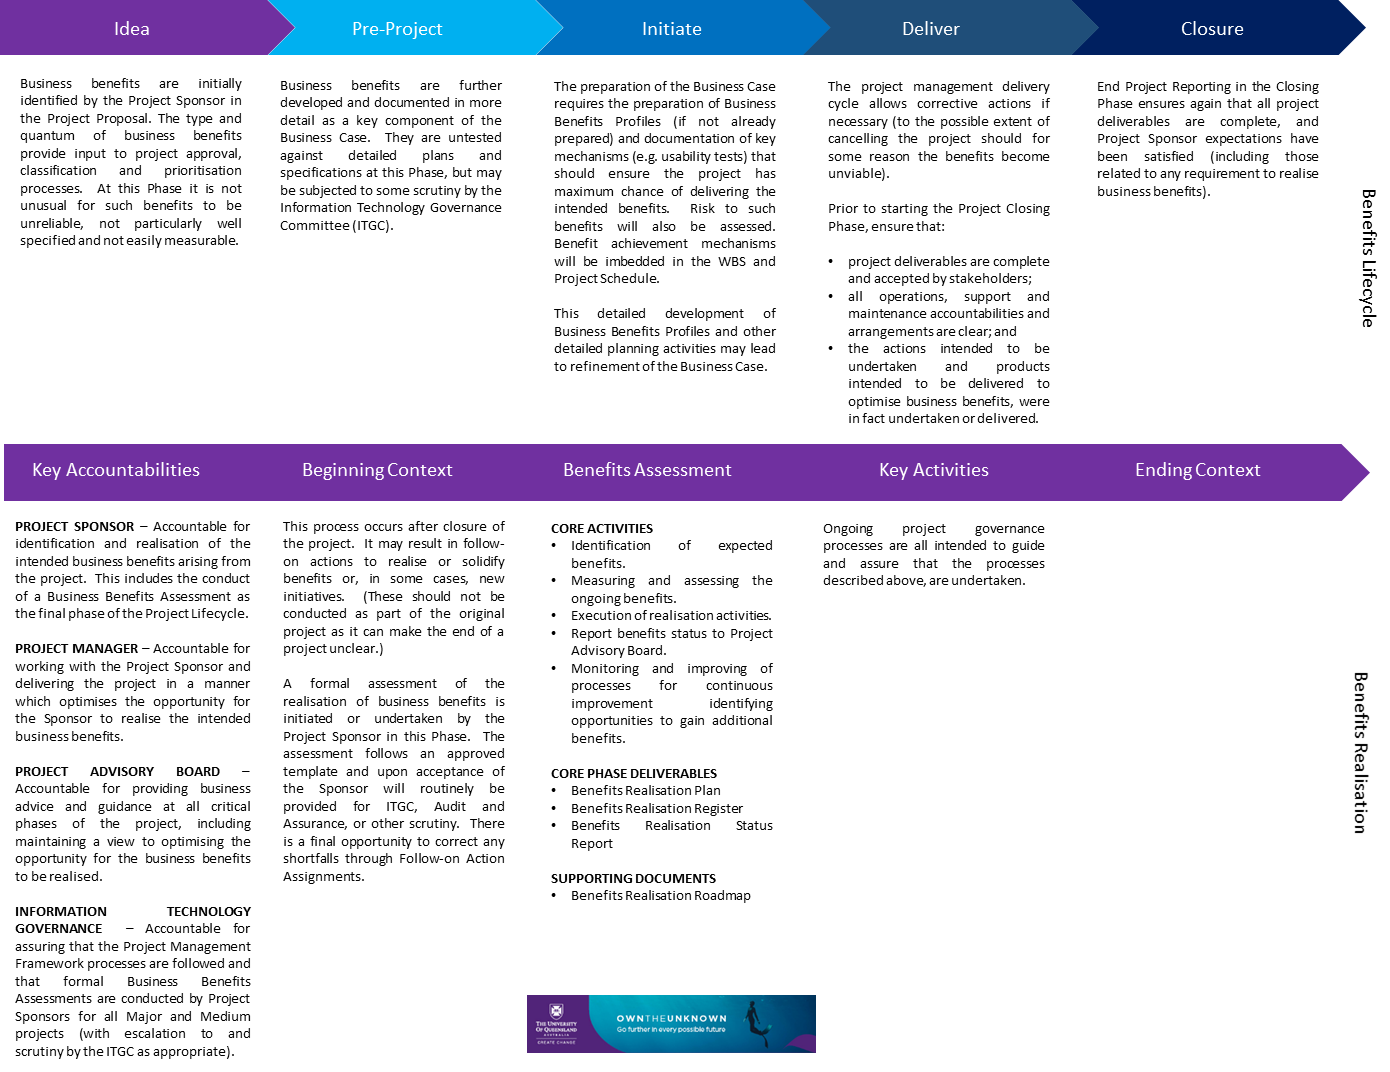 Idea
Pre-Project
Initiate
Deliver
Closure
Business benefits are initially
identified by the Project Sponsor in
the Project Proposal. The type and
quantum of business benefits
provide input to project approval,
classification and prioritisation
processes. At this Phase it is not
unusual for such benefits to be
unreliable, not particularly well
specified and not easily measurable.
Business benefits are further
developed and documented in more
detail as a key component of the
Business Case. They are untested
against detailed plans and
specifications at this Phase, but may
be subjected to some scrutiny by the
Information Technology Governance
Committee (ITGC).
The preparation of the Business Case
requires the preparation of Business
Benefits Profiles (if not already
prepared) and documentation of key
mechanisms (e.g. usability tests) that
should ensure the project has
maximum chance of delivering the
intended benefits. Risk to such
benefits will also be assessed.
Benefit achievement mechanisms
will be imbedded in the WBS and
Project Schedule.
This detailed development of
Business Benefits Profiles and other
detailed planning activities may lead
to refinement of the Business Case.
The project management delivery
cycle allows corrective actions if
necessary (to the possible extent of
cancelling the project should for
some reason the benefits become
unviable).
Prior to starting the Project Closing
Phase, ensure that:
• project deliverables are complete
and accepted by stakeholders;
• all operations, support and
maintenance accountabilities and
arrangements are clear; and
• the actions intended to be
undertaken and products
intended to be delivered to
optimise business benefits, were
in fact undertaken or delivered.
End Project Reporting in the Closing
Phase ensures again that all project
deliverables are complete, and
Project Sponsor expectations have
been satisfied (including those
related to any requirement to realise
business benefits).
Benefits Lifecycle
Key Accountabilities
Beginning Context
Benefits Assessment
Key Activities
Ending Context
PROJECT SPONSOR – Accountable for
identification and realisation of the
intended business benefits arising from
the project. This includes the conduct
of a Business Benefits Assessment as
the final phase of the Project Lifecycle.
PROJECT MANAGER – Accountable for
working with the Project Sponsor and
delivering the project in a manner
which optimises the opportunity for
the Sponsor to realise the intended
business benefits.
PROJECT ADVISORY BOARD –
Accountable for providing business
advice and guidance at all critical
phases of the project, including
maintaining a view to optimising the
opportunity for the business benefits
to be realised.
INFORMATION TECHNOLOGY
GOVERNANCE – Accountable for
assuring that the Project Management
Framework processes are followed and
that formal Business Benefits
Assessments are conducted by Project
Sponsors for all Major and Medium
projects (with escalation to and
scrutiny by the ITGC as appropriate).
This process occurs after closure of
the project. It may result in follow-
on actions to realise or solidify
benefits or, in some cases, new
initiatives. (These should not be
conducted as part of the original
project as it can make the end of a
project unclear.)
A formal assessment of the
realisation of business benefits is
initiated or undertaken by the
Project Sponsor in this Phase. The
assessment follows an approved
template and upon acceptance of
the Sponsor will routinely be
provided for ITGC, Audit and
Assurance, or other scrutiny. There
is a final opportunity to correct any
shortfalls through Follow-on Action
Assignments.
CORE ACTIVITIES
• Identification of expected
benefits.
• Measuring and assessing the
ongoing benefits.
• Execution of realisation activities.
• Report benefits status to Project
Advisory Board.
• Monitoring and improving of
processes for continuous
improvement identifying
opportunities to gain additional
benefits.
CORE PHASE DELIVERABLES
• Benefits Realisation Plan
• Benefits Realisation Register
• Benefits Realisation Status
Report
SUPPORTING DOCUMENTS
• Benefits Realisation Roadmap
Ongoing project governance
processes are all intended to guide
and assure that the processes
described above, are undertaken.
Benefits Realisation
THE UNIVERSITY
OF QUEENSLAND
AUSTRALIA
CREATE CHANGE
OWNTHEUNKNOWN
Go further in every possible future